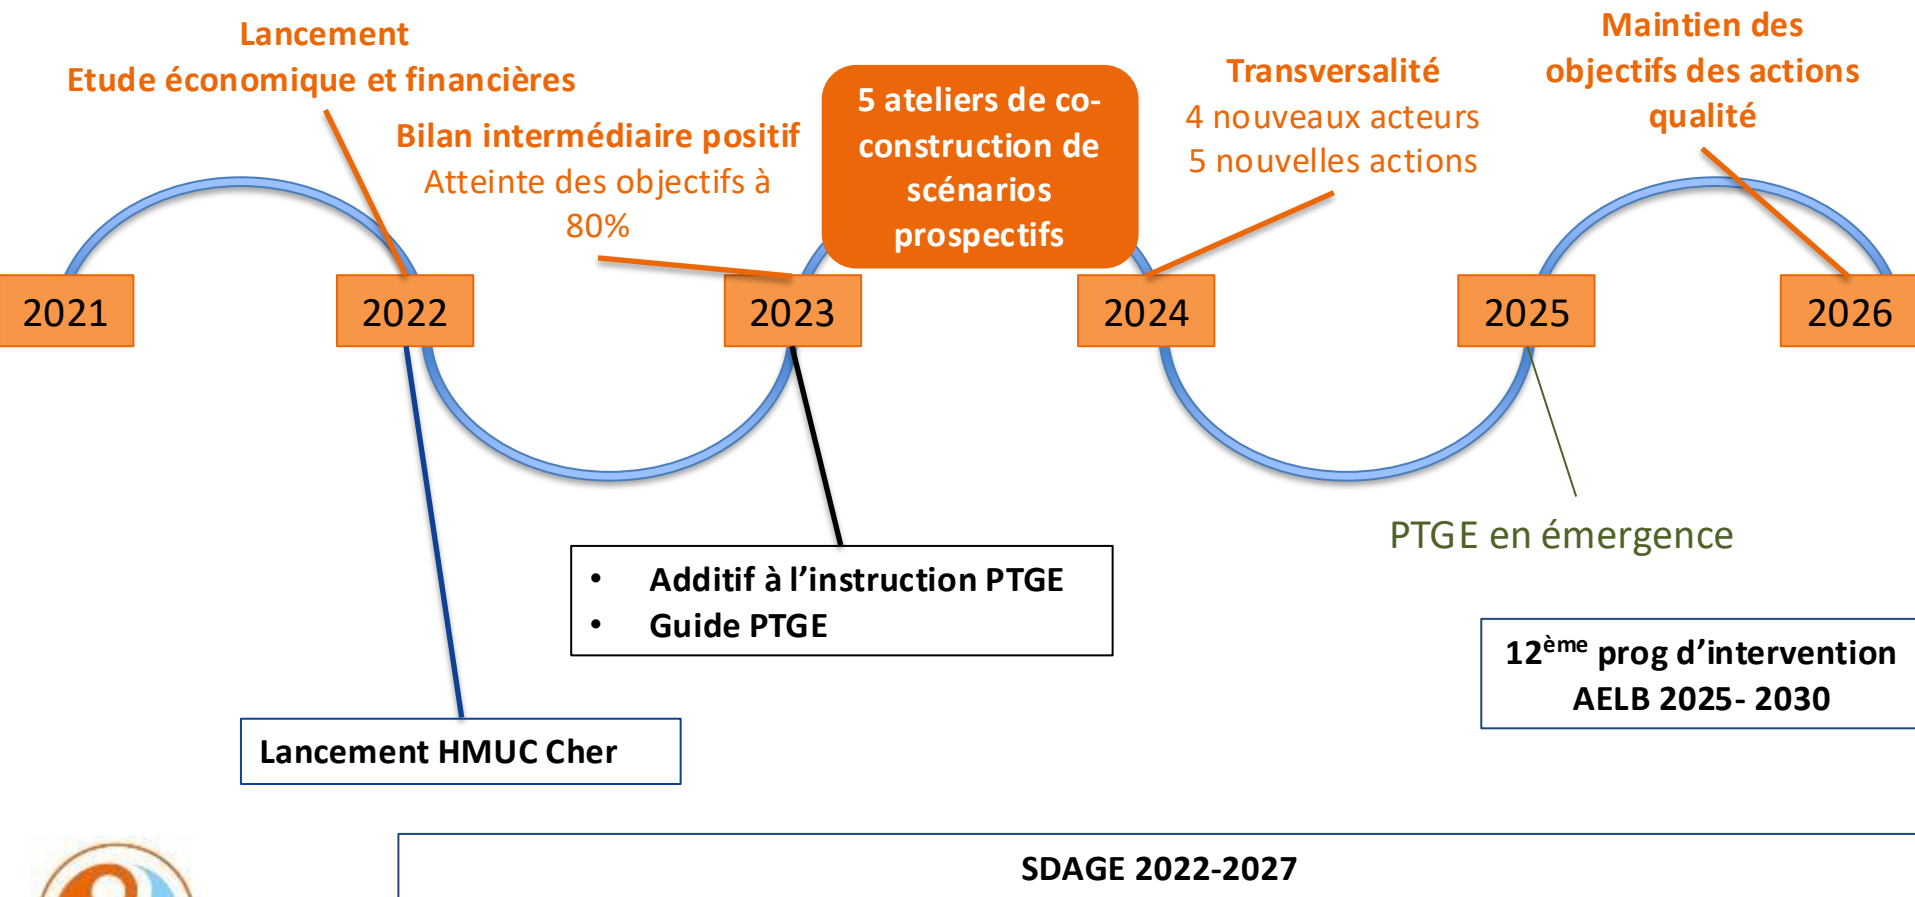 Lancement
Etude économique et financières
Bilan intermédiaire positif
Atteinte des objectifs à
80%
5 ateliers de co-
construction de
scénarios
prospectifs
Transversalité
4 nouveaux acteurs
5 nouvelles actions
Maintien des
objectifs des actions
qualité
2021
2022
2023
2024
2025
2026
PTGE en émergence
• Additif à l’instruction PTGE
• Guide PTGE
12ème prog d’intervention
AELB 2025- 2030
Lancement HMUC Cher
SDAGE 2022-2027